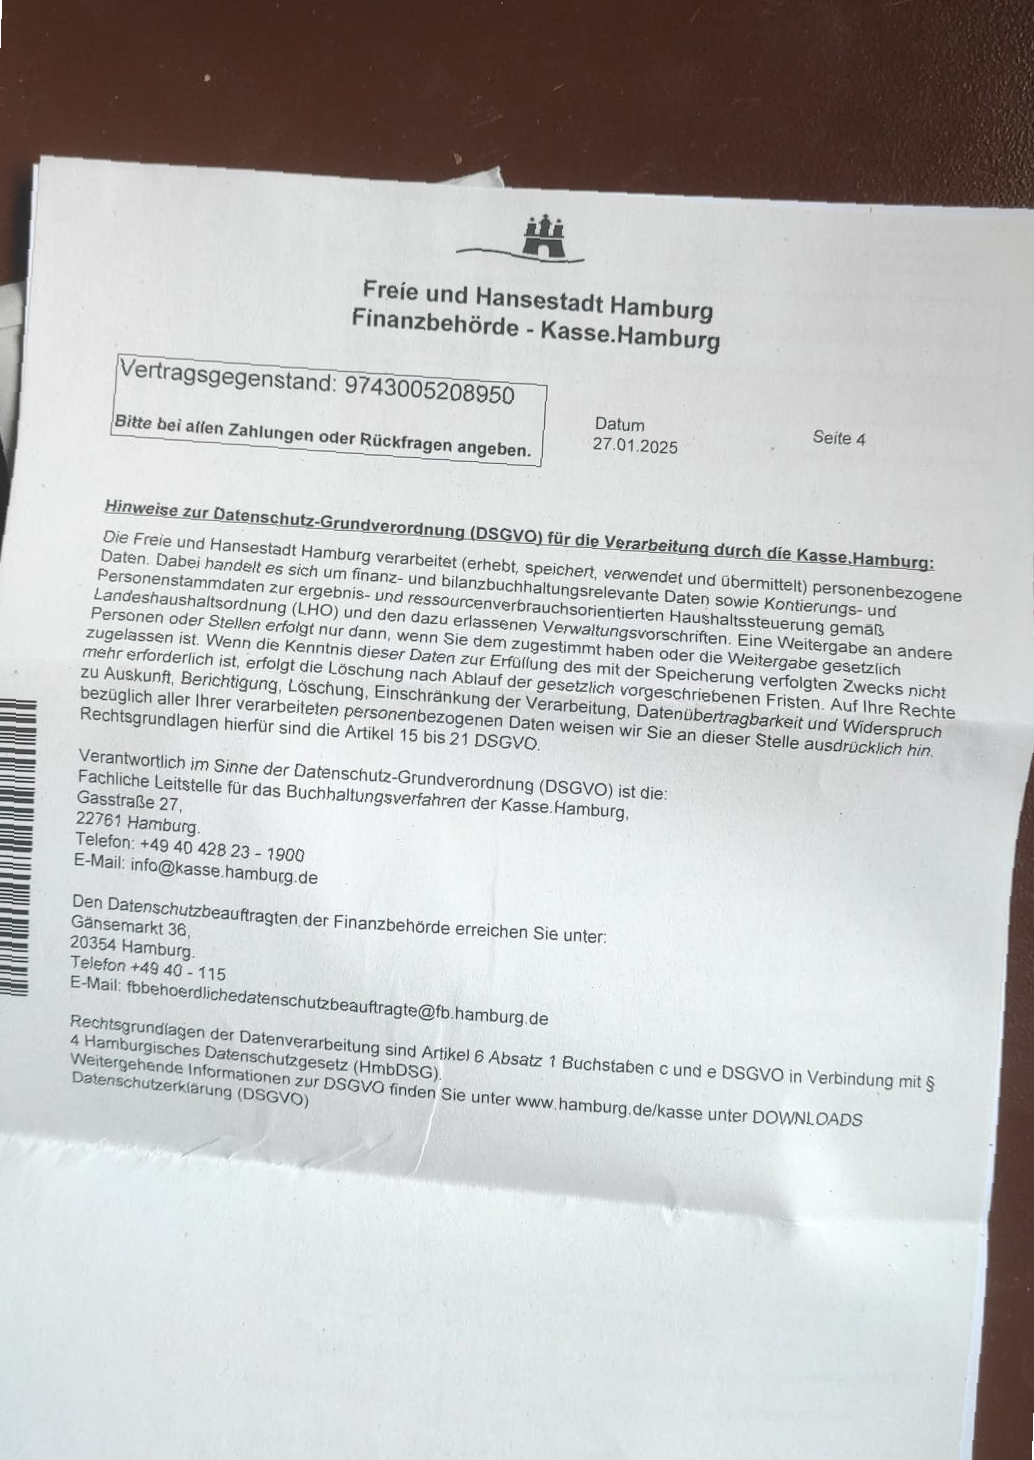 Freie und Hansestadt Hamburg
Finanzbehörde - Kasse.Hamburg
Vertragsgegenstand: 9743005208950
Bitte bei allen Zahlungen oder Rückfragen angeben.
Datum
27.01.2025
Seite 4
Hinweise zur Datenschutz-Grundverordnung (DSGVO) für die Verarbeitung durch die Kasse.Hamburg:
Die Freie und Hansestadt Hamburg verarbeitet (erhebt, speichert, verwendet und übermittelt) personenbezogene
Daten. Dabei handelt es sich um finanz- und bilanzbuchhaltungsrelevante Daten sowie Kontierungs- und
Personenstammdaten zur ergebnis- und ressourcenverbrauchsorientierten Haushaltssteuerung gemäß
Landeshaushaltsordnung (LHO) und den dazu erlassenen Verwaltungsvorschriften. Eine Weitergabe an andere
Personen oder Stellen erfolgt nur dann, wenn Sie dem zugestimmt haben oder die Weitergabe gesetzlich
zugelassen ist. Wenn die Kenntnis dieser Daten zur Erfüllung des mit der Speicherung verfolgten Zwecks nicht
mehr erforderlich ist, erfolgt die Löschung nach Ablauf der gesetzlich vorgeschriebenen Fristen. Auf Ihre Rechte
zu Auskunft, Berichtigung, Löschung, Einschränkung der Verarbeitung, Datenübertragbarkeit und Widerspruch
bezüglich aller Ihrer verarbeiteten personenbezogenen Daten weisen wir Sie an dieser Stelle ausdrücklich hin.
Rechtsgrundlagen hierfür sind die Artikel 15 bis 21 DSGVO.
Verantwortlich im Sinne der Datenschutz-Grundverordnung (DSGVO) ist die:
Fachliche Leitstelle für das Buchhaltungsverfahren der Kasse.Hamburg,
Gasstraße 27,
22761 Hamburg.
Telefon: +49 40 428 23 - 1900
E-Mail: info@kasse.hamburg.de
Den Datenschutzbeauftragten der Finanzbehörde erreichen Sie unter:
Gänsemarkt 36,
20354 Hamburg.
Telefon +49 40 - 115
E-Mail: fbbehoerdlichedatenschutzbeauftragte@fb.hamburg.de
Rechtsgrundlagen der Datenverarbeitung sind Artikel 6 Absatz 1 Buchstaben c und e DSGVO in Verbindung mit §
4 Hamburgisches Datenschutzgesetz (HmbDSG).
Weitergehende Informationen zur DSGVO finden Sie unter www.hamburg.de/kasse unter DOWNLOADS
Datenschutzerklärung (DSGVO)